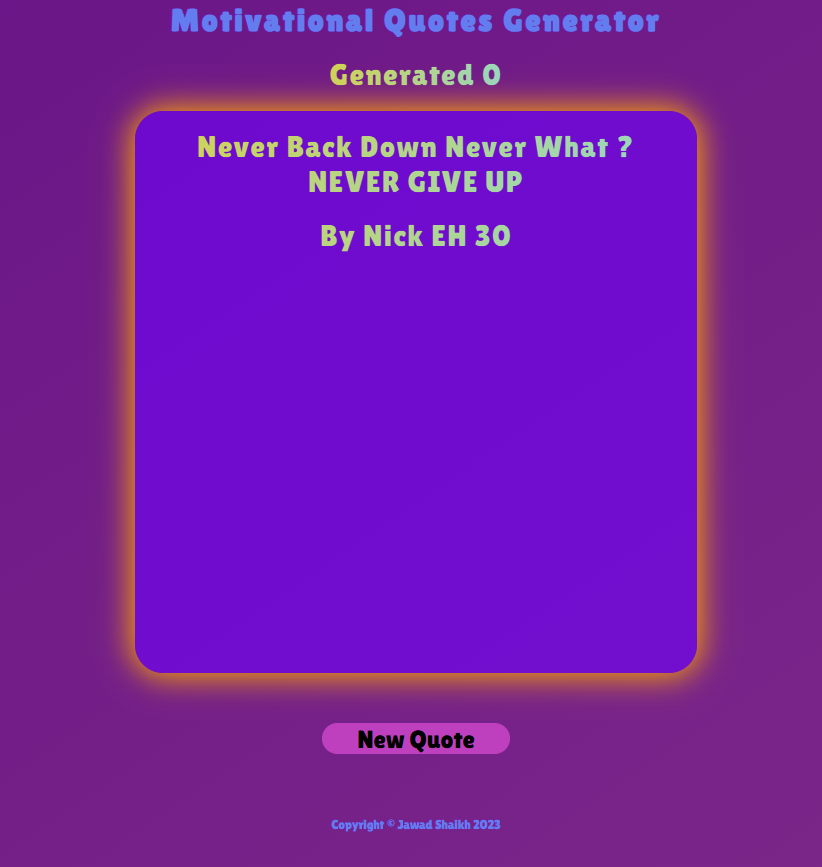 Motivational Quotes Generator
Generated 0
Never Back Down Never What ?
NEVER GIVE UP
By Nick EH 30
New Quote
Copyright © Jawad Shaikh 2023